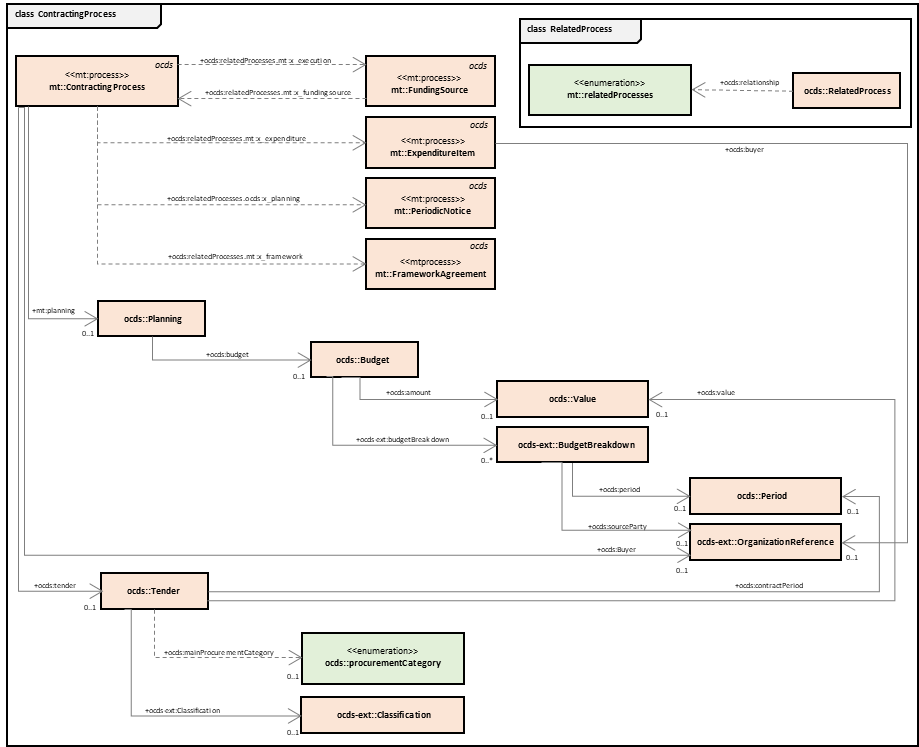 class ContractingProcess
class RelatedProcess
ocds
<<mt:process>>
mt::ContractingProcess
+ocds:relatedProcesses.mt:x_execution
ocds
<<mt:process>>
mt::FundingSource
+ocds:relatedProcesses.mt:x_fundingsource
<<enumeration>>
mt::relatedProcesses
+ocds:relationship
ocds::RelatedProcess
+ocds:relatedProcesses.mt:x_expenditure
ocds
<<mt:process>>
mt::ExpenditureItem
+ocds:buyer
+ocds:relatedProcesses.ocds:x_planning
ocds
<<mt:process>>
mt::PeriodicNotice
+ocds:relatedProcesses.mt:x_framework
ocds
<<mtprocess>>
mt::FrameworkAgreement
+mt:planning
0..1
ocds::Planning
+ocds:budget
0..1
ocds::Budget
+ocds:amount
0..1
ocds::Value
+ocds:value
0..1
+ocds-ext:budgetBreakdown
0..*
ocds-ext::BudgetBreakdown
+ocds:period
0..1
ocds::Period
0..1
+ocds:sourceParty
0..1
ocds-ext::OrganizationReference
0..1
+ocds:Buyer
0..1
+ocds:tender
0..1
ocds::Tender
+ocds:contractPeriod
+ocds:mainProcurementCategory
0..1
<<enumeration>>
ocds::procurementCategory
+ocds-ext:Classification
0..1
ocds-ext::Classification